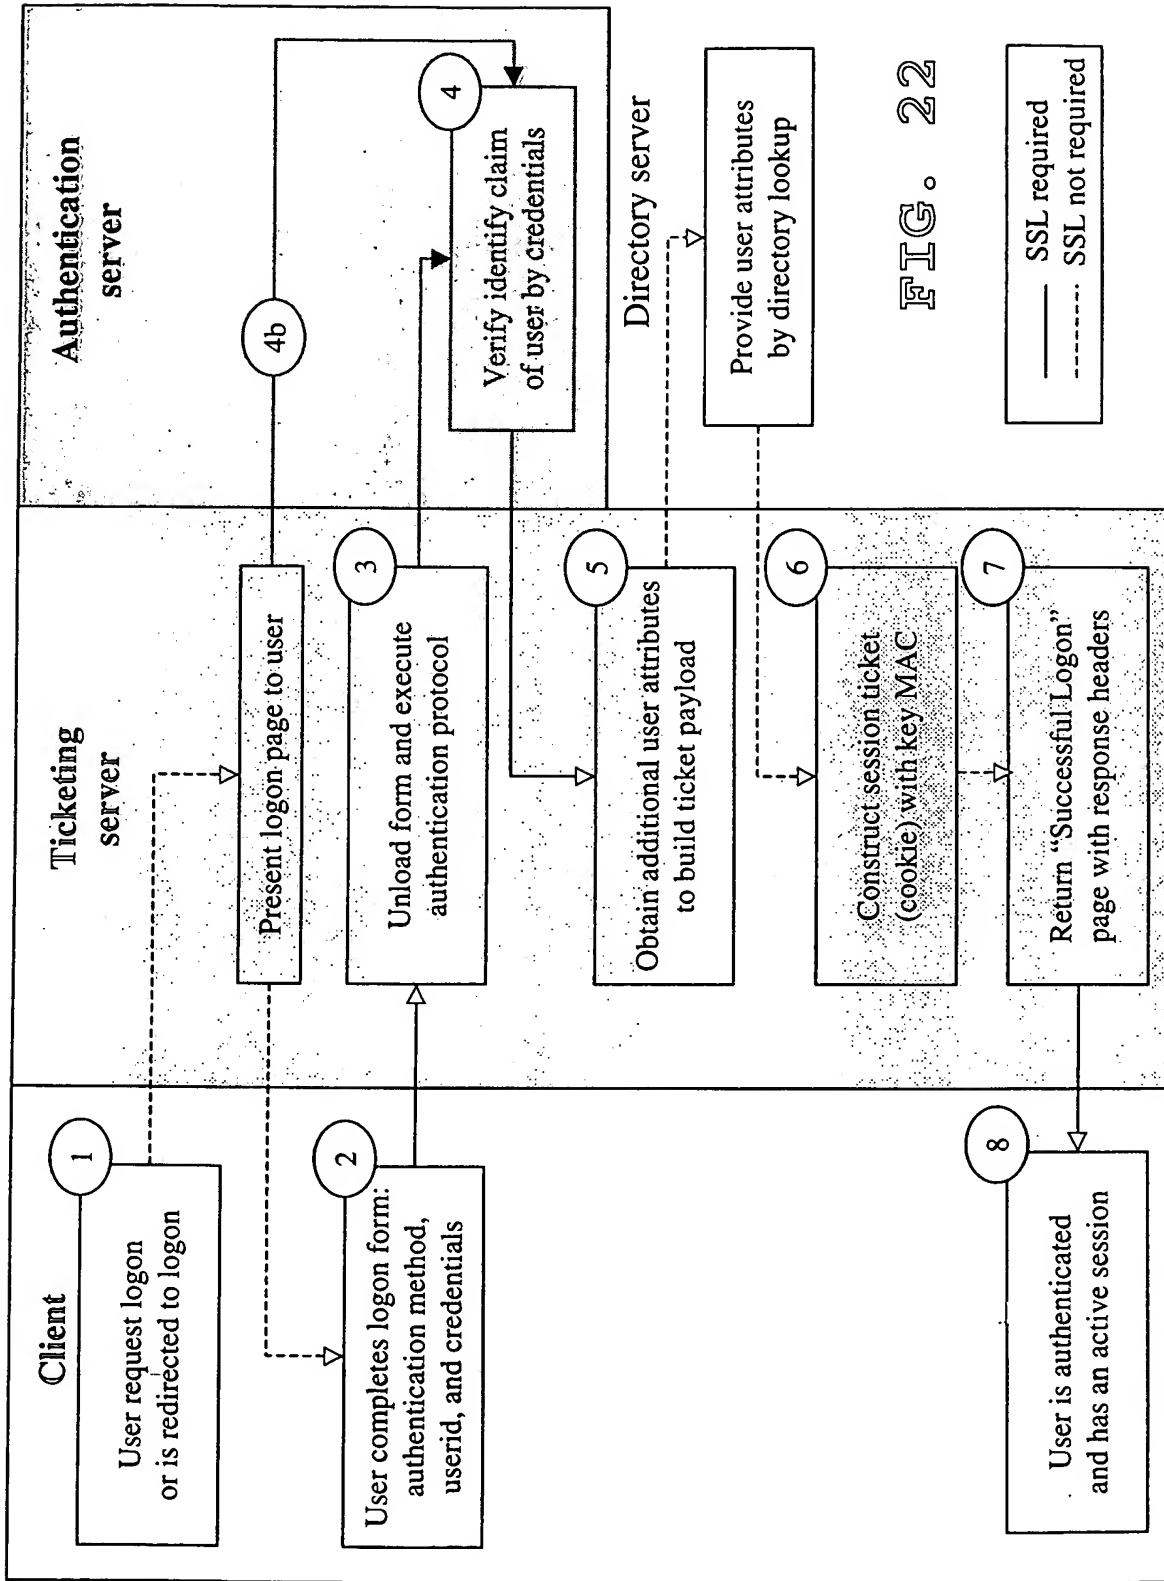 Client
Ticketing
server
Authentication
server
1
User request logon
or is redirected to logon
Present logon page to user
4b
2
User completes logon form:
authentication method,
userid, and credentials
3
Unload form and execute
authentication protocol
4
Verify identify claim
of user by credentials
Directory server
5
Obtain additional user attributes
to build ticket payload
Provide user attributes
by directory lookup
6
Construct session ticket
(cookie) with key MAC
7
Return “Successful Logon”
page with response headers
8
User is authenticated
and has an active session
FIG. 22
SSL required
SSL not required